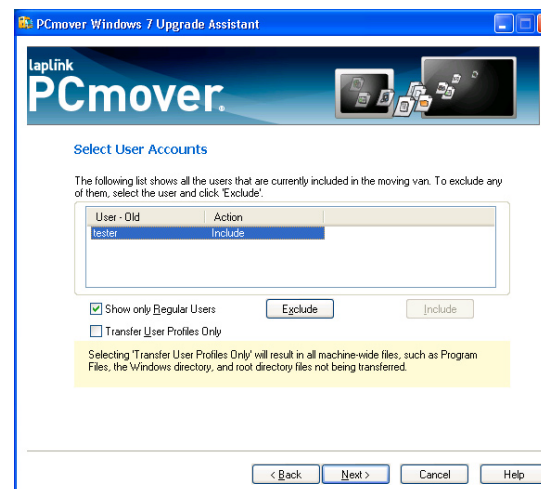 PCmover Windows 7 Upgrade Assistant
laplink
PCmover.
Select User Accounts
The following list shows all the users that are currently included in the moving van. To exclude any
of them, select the user and click 'Exclude'.
User - Old Action
tester Include
Show only Regular Users Exclude Include
Transfer User Profiles Only
Selecting 'Transfer User Profiles Only' will result in all machine-wide files, such as Program
Files, the Windows directory, and root directory files not being transferred.
< Back Next > Cancel Help